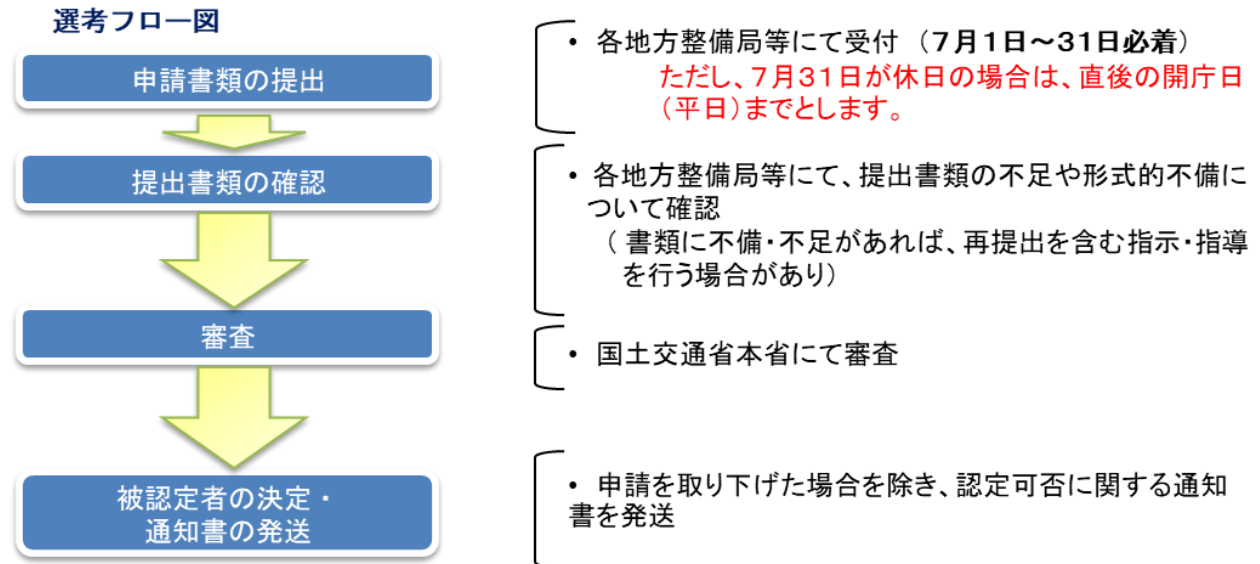 選考フロー図
申請書類の提出
・ 各地方整備局等にて受付 （７月１日～３１日必着）
ただし、７月３１日が休日の場合は、直後の開庁日
（平日）までとします。
提出書類の確認
・ 各地方整備局等にて、提出書類の不足や形式的不備に
ついて確認
（ 書類に不備・不足があれば、再提出を含む指示・指導
を行う場合があり）
審査
・ 国土交通省本省にて審査
被認定者の決定・
通知書の発送
・ 申請を取り下げた場合を除き、認定可否に関する通知
書を発送